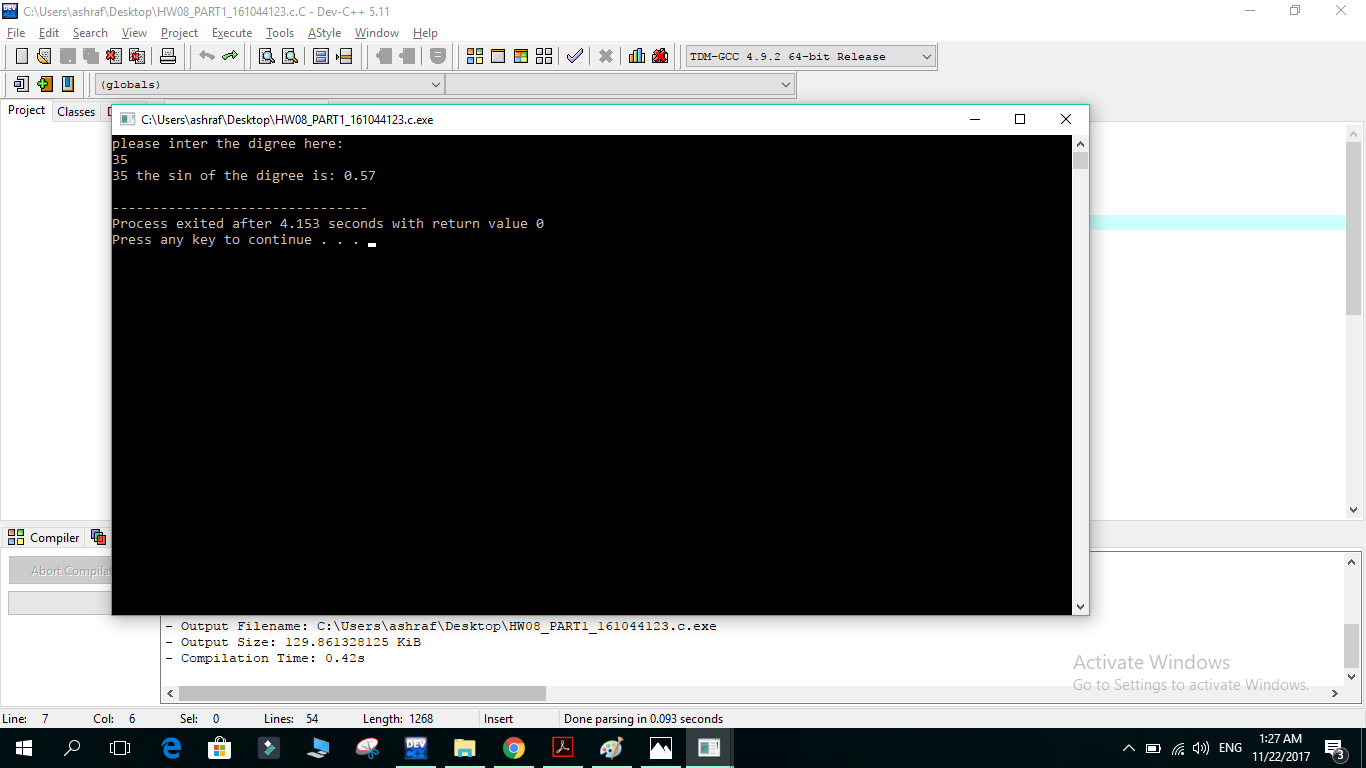 C:\Users\ashraf\Desktop\HW08_PART1_161044123.c.C - Dev-C++ 5.11
File Edit Search View Project Execute Tools AStyle Window Help
TDM-GCC 4.9.2 64-bit Release
(globals)
Project Classes
C:\Users\ashraf\Desktop\HW08_PART1_161044123.c.exe
please inter the digree here:
35
35 the sin of the digree is: 0.57
--------------------------------
Process exited after 4.153 seconds with return value 0
Press any key to continue . . .
Compiler
Abort Compilat
- Output Filename: C:\Users\ashraf\Desktop\HW08_PART1_161044123.c.exe
- Output Size: 129.861328125 KiB
- Compilation Time: 0.42s
Activate Windows
Go to Settings to activate Windows.
Line: 7 Col: 6 Sel: 0 Lines: 54 Length: 1268 Insert Done parsing in 0.093 seconds
DEV
ENG
1:27 AM
11/22/2017
3